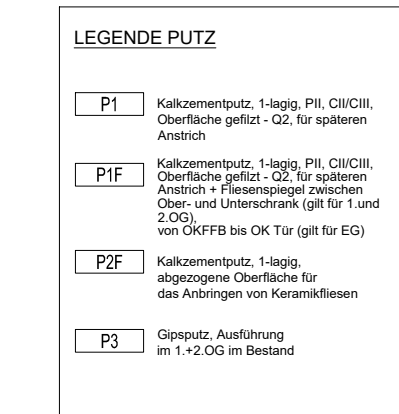 LEGENDE PUTZ
P1
Kalkzementputz, 1-lagig, PII, CII/CIII,
Oberfläche gefilzt - Q2, für späteren
Anstrich
P1F
Kalkzementputz, 1-lagig, PII, CII/CIII,
Oberfläche gefilzt - Q2, für späteren
Anstrich + Fliesenspiegel zwischen
Ober- und Unterschrank (gilt für 1.und
2.OG),
von OKFFB bis OK Tür (gilt für EG)
P2F
Kalkzementputz, 1-lagig,
abgezogene Oberfläche für
das Anbringen von Keramikfliesen
P3
Gipsputz, Ausführung
im 1.+2.OG im Bestand